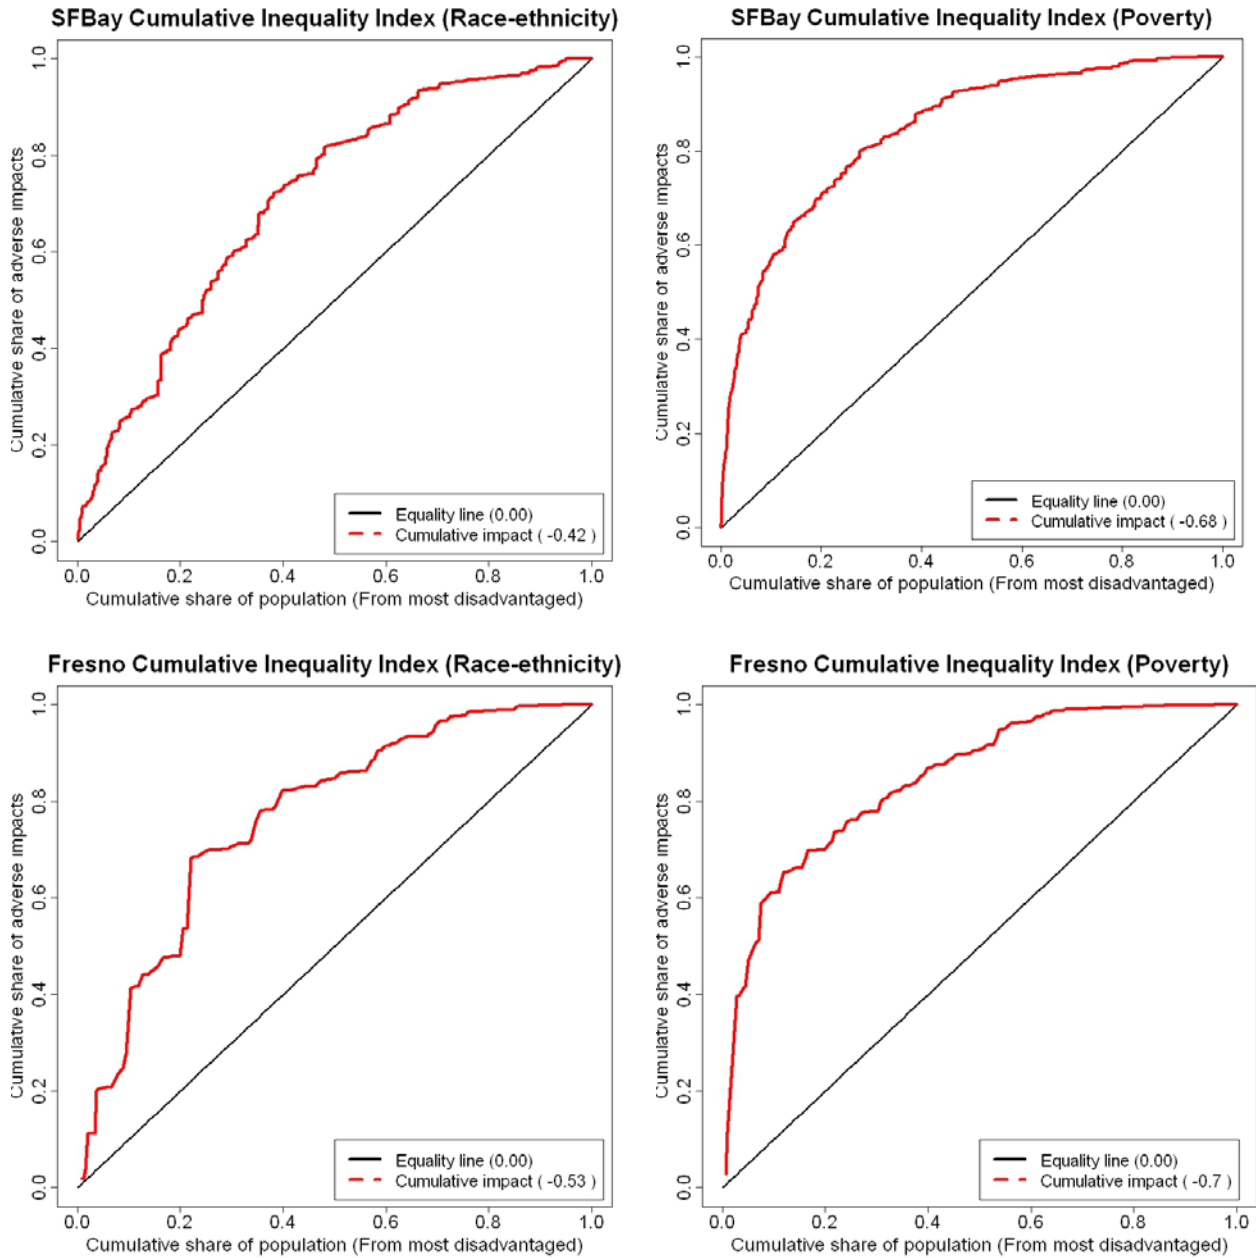 SFBay Cumulative Inequality Index (Race-ethnicity)
Cumulative share of adverse impacts
0.0 0.2 0.4 0.6 0.8 1.0
Equality line (0.00)
Cumulative impact ( -0.42 )
0.0 0.2 0.4 0.6 0.8 1.0
Cumulative share of population (From most disadvantaged)
SFBay Cumulative Inequality Index (Poverty)
Cumulative share of adverse impacts
0.0 0.2 0.4 0.6 0.8 1.0
Equality line (0.00)
Cumulative impact ( -0.68 )
0.0 0.2 0.4 0.6 0.8 1.0
Cumulative share of population (From most disadvantaged)
Fresno Cumulative Inequality Index (Race-ethnicity)
Cumulative share of adverse impacts
0.0 0.2 0.4 0.6 0.8 1.0
Equality line (0.00)
Cumulative impact ( -0.53 )
0.0 0.2 0.4 0.6 0.8 1.0
Cumulative share of population (From most disadvantaged)
Fresno Cumulative Inequality Index (Poverty)
Cumulative share of adverse impacts
0.0 0.2 0.4 0.6 0.8 1.0
Equality line (0.00)
Cumulative impact ( -0.7 )
0.0 0.2 0.4 0.6 0.8 1.0
Cumulative share of population (From most disadvantaged)